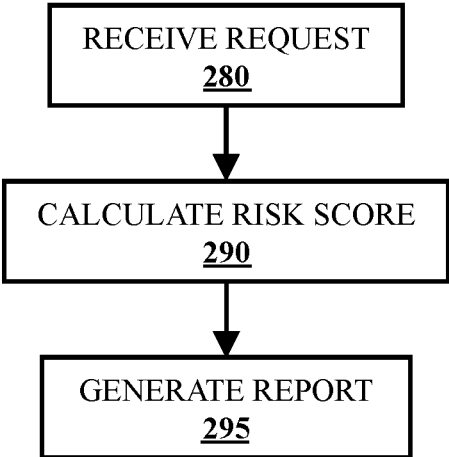 RECEIVE REQUEST
280
CALCULATE RISK SCORE
290
GENERATE REPORT
295